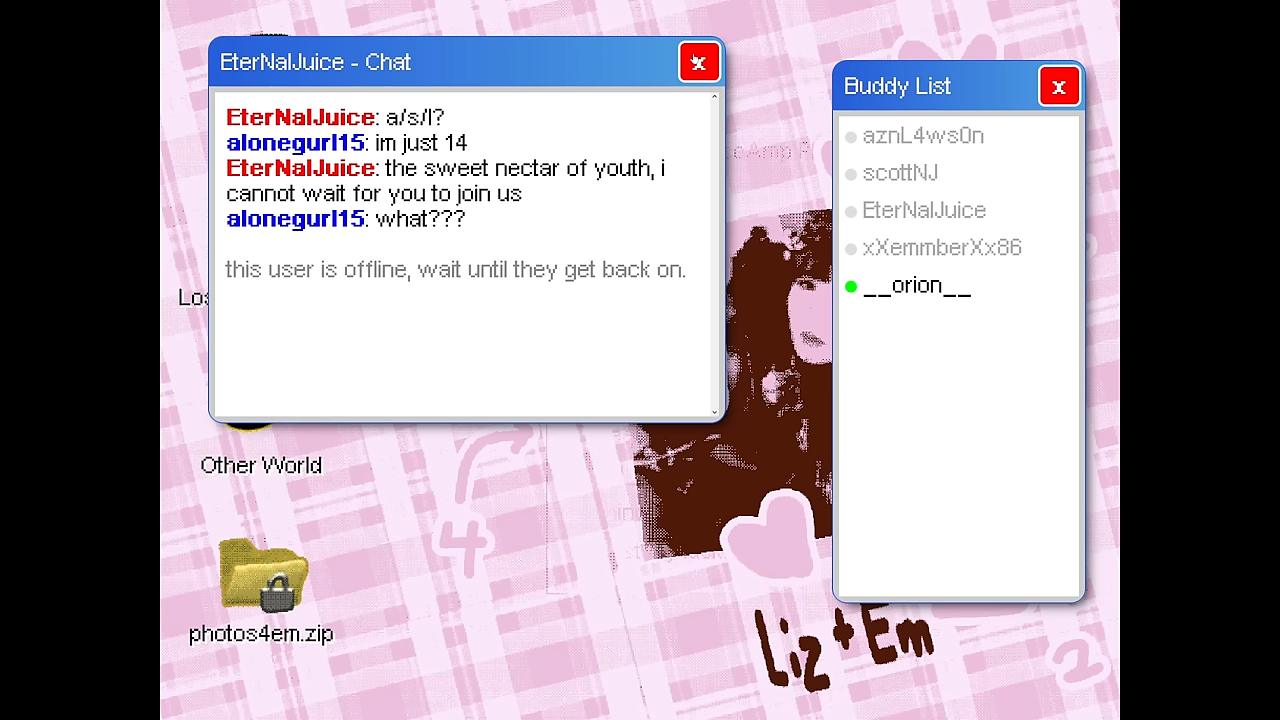 EterNalJuice - Chat
EterNalJuice: a/s/l?
alonegurl15: im just 14
EterNalJuice: the sweet nectar of youth, i
cannot wait for you to join us
alonegurl15: what???
this user is offline, wait until they get back on.
Buddy List
aznL4ws0n
scottNJ
EterNalJuice
xXemmberXx86
__orion__
Other World
photos4em.zip
4
Liz + Em
2